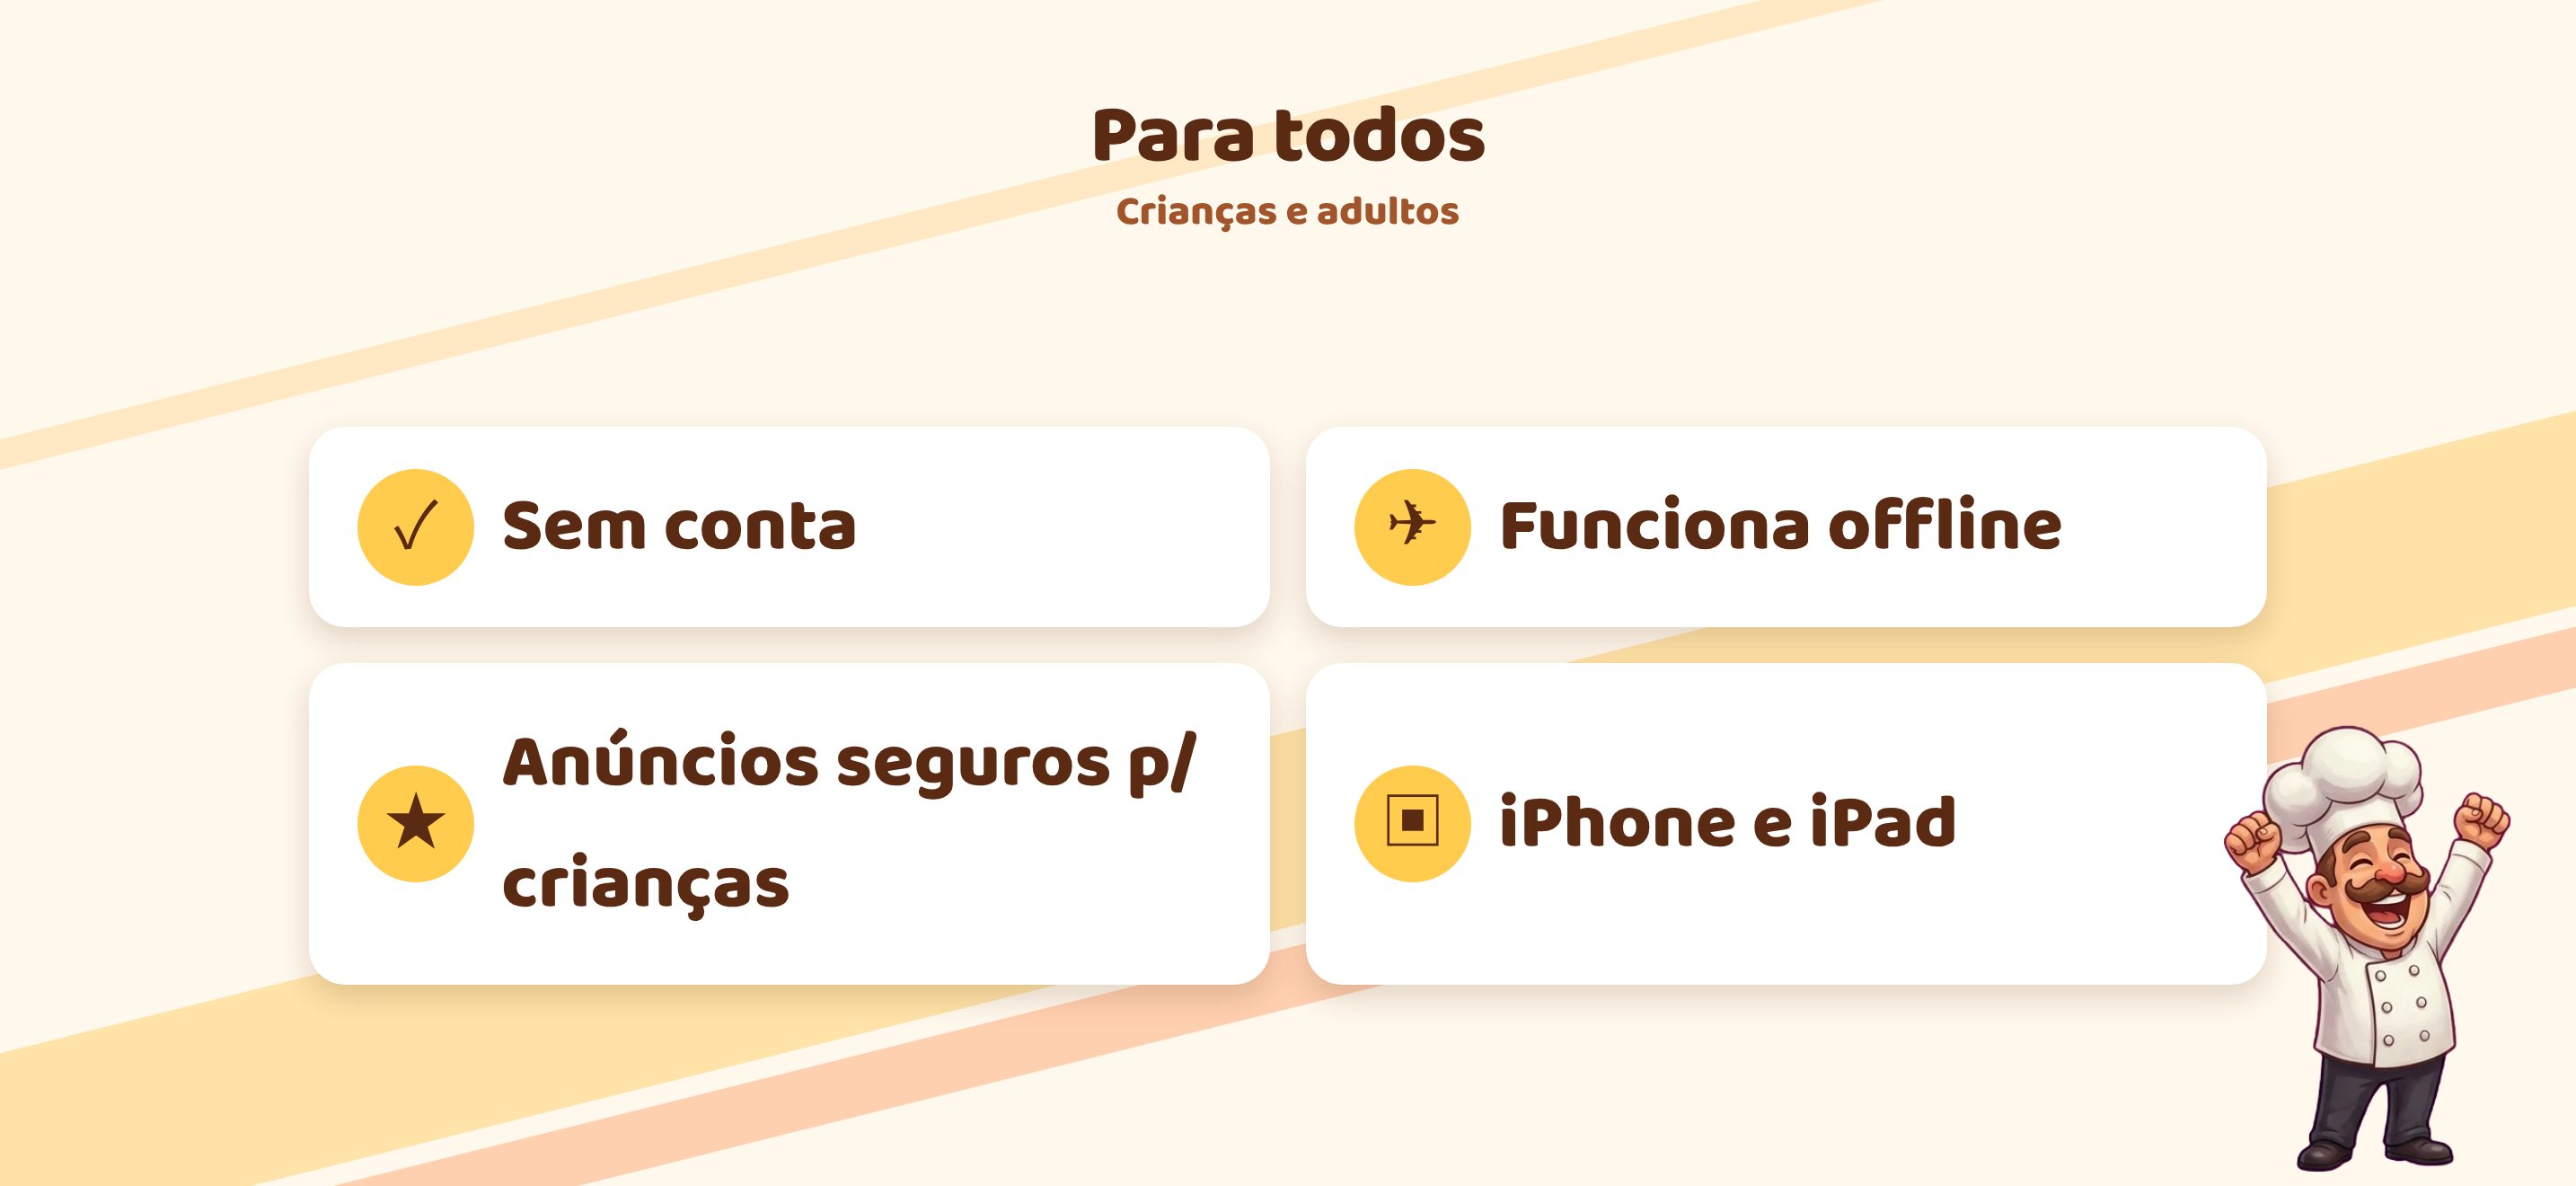 Para todos
Crianças e adultos
Sem conta
Funciona offline
Anúncios seguros p/
crianças
iPhone e iPad